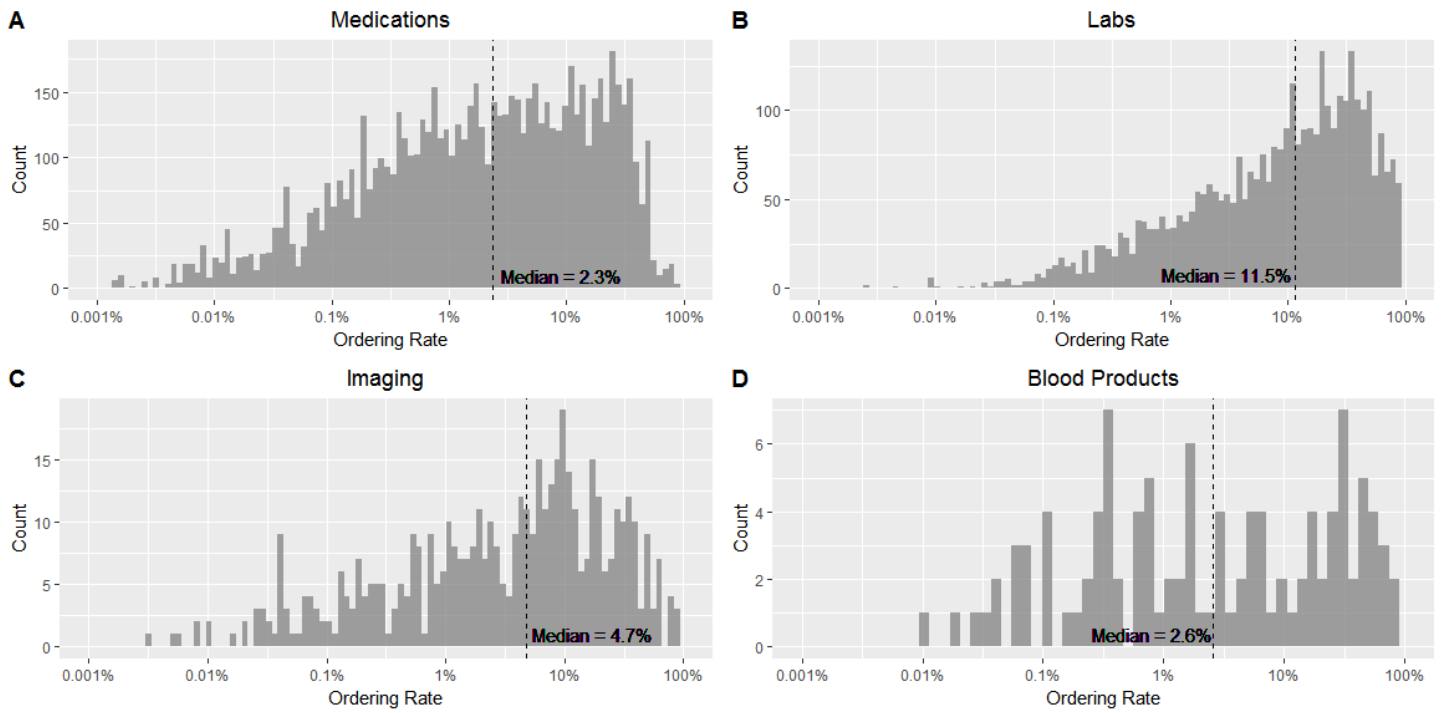 A
Medications
Count
150
100
50
0
Median = 2.3%
0.001% 0.01% 0.1% 1% 10% 100%
Ordering Rate
B
Labs
Count
100
50
0
Median = 11.5%
0.001% 0.01% 0.1% 1% 10% 100%
Ordering Rate
C
Imaging
Count
15
10
5
0
Median = 4.7%
0.001% 0.01% 0.1% 1% 10% 100%
Ordering Rate
D
Blood Products
Count
6
4
2
0
Median = 2.6%
0.001% 0.01% 0.1% 1% 10% 100%
Ordering Rate